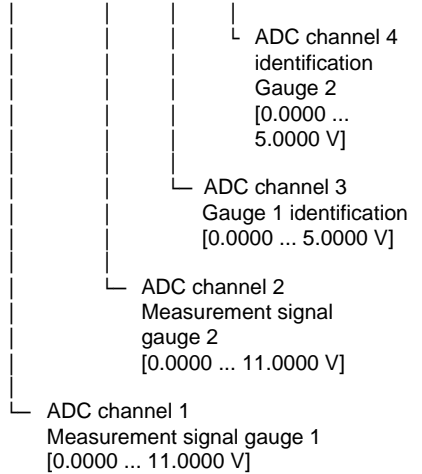 ADC channel 4
identification
Gauge 2
[0.0000 ...
5.0000 V]
ADC channel 3
Gauge 1 identification
[0.0000 ... 5.0000 V]
ADC channel 2
Measurement signal
gauge 2
[0.0000 ... 11.0000 V]
ADC channel 1
Measurement signal gauge 1
[0.0000 ... 11.0000 V]